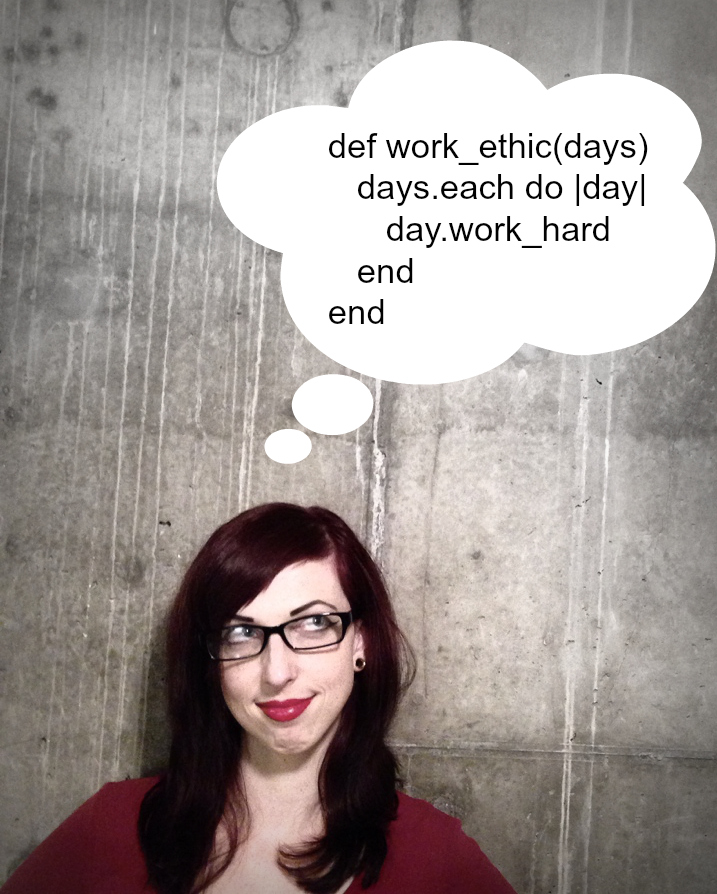 def work_ethic(days)
days.each do |day|
day.work_hard
end
end